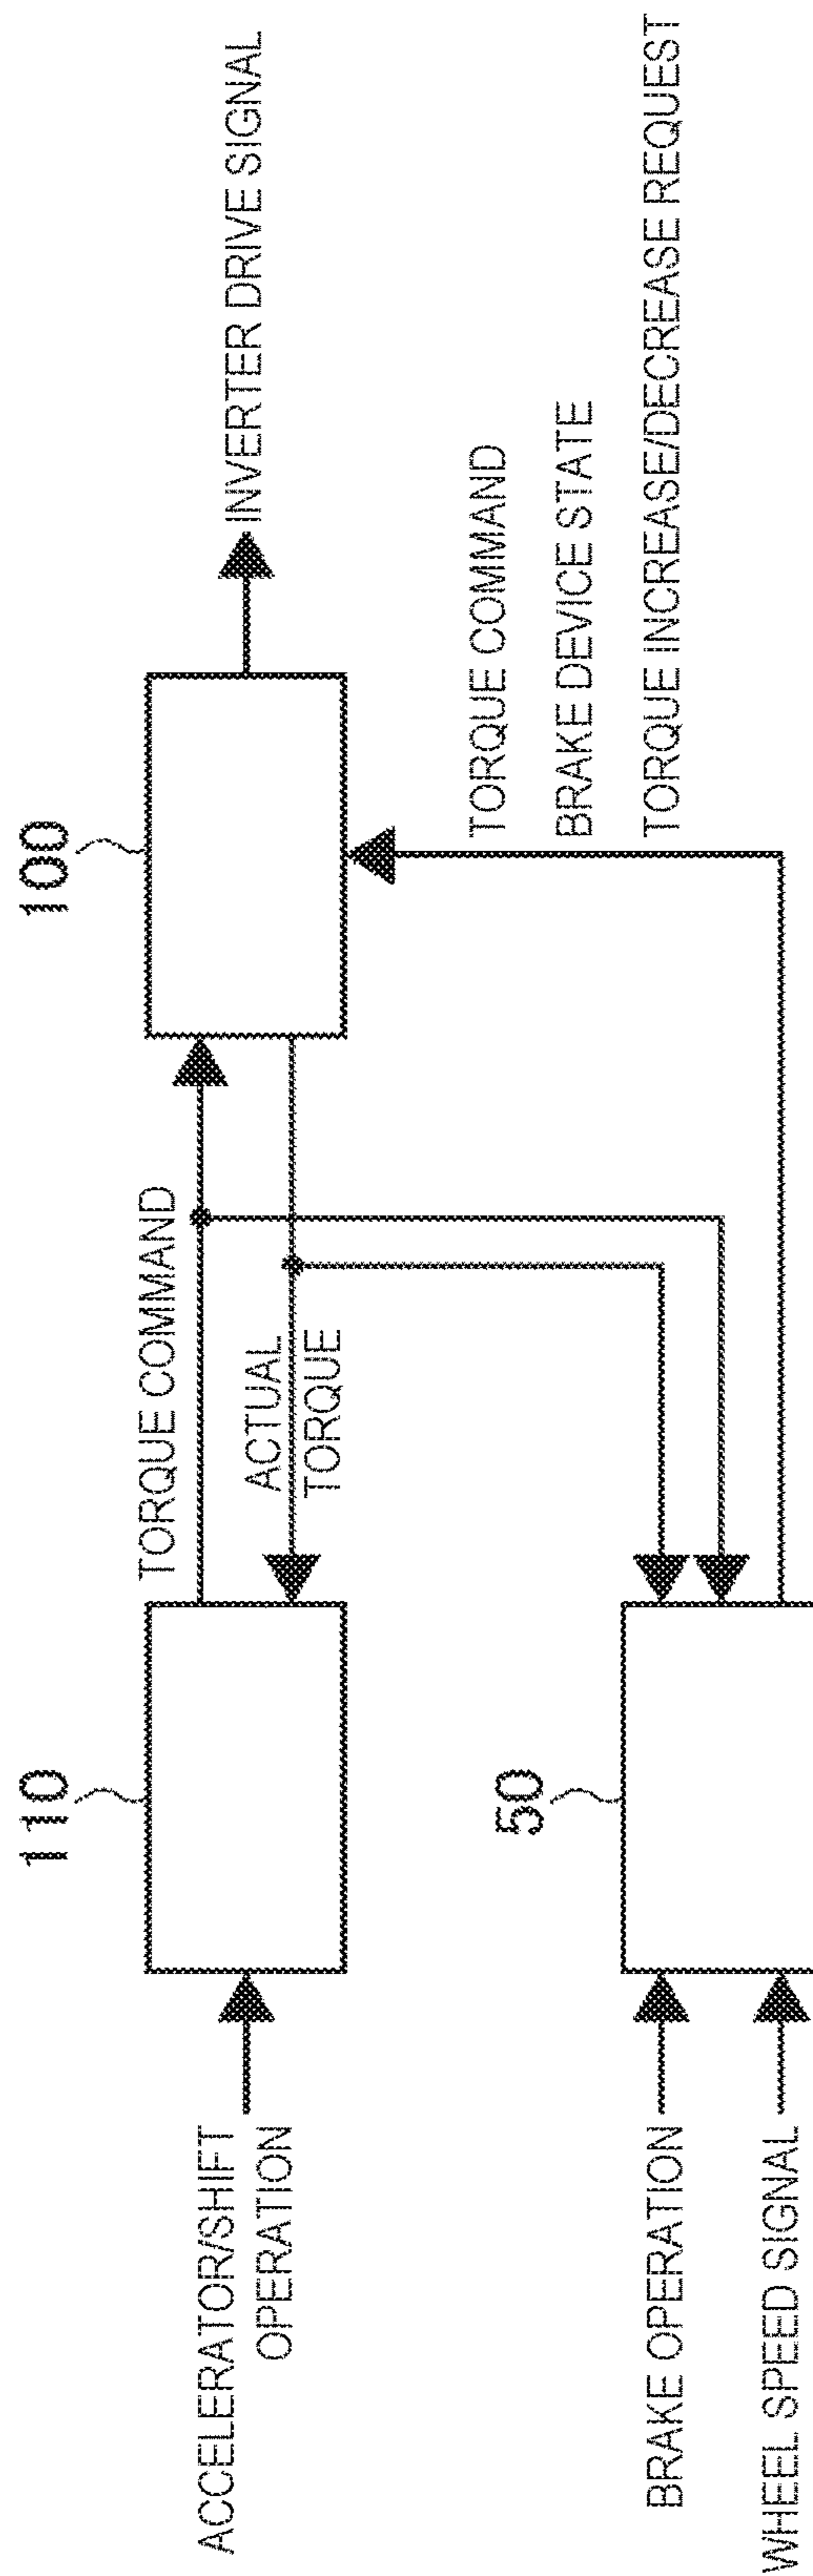 110
100
ACCELERATOR/SHIFT
OPERATION
TORQUE COMMAND
ACTUAL
TORQUE
INVERTER DRIVE SIGNAL
50
BRAKE OPERATION
WHEEL SPEED SIGNAL
TORQUE COMMAND
BRAKE DEVICE STATE
TORQUE INCREASE/DECREASE REQUEST